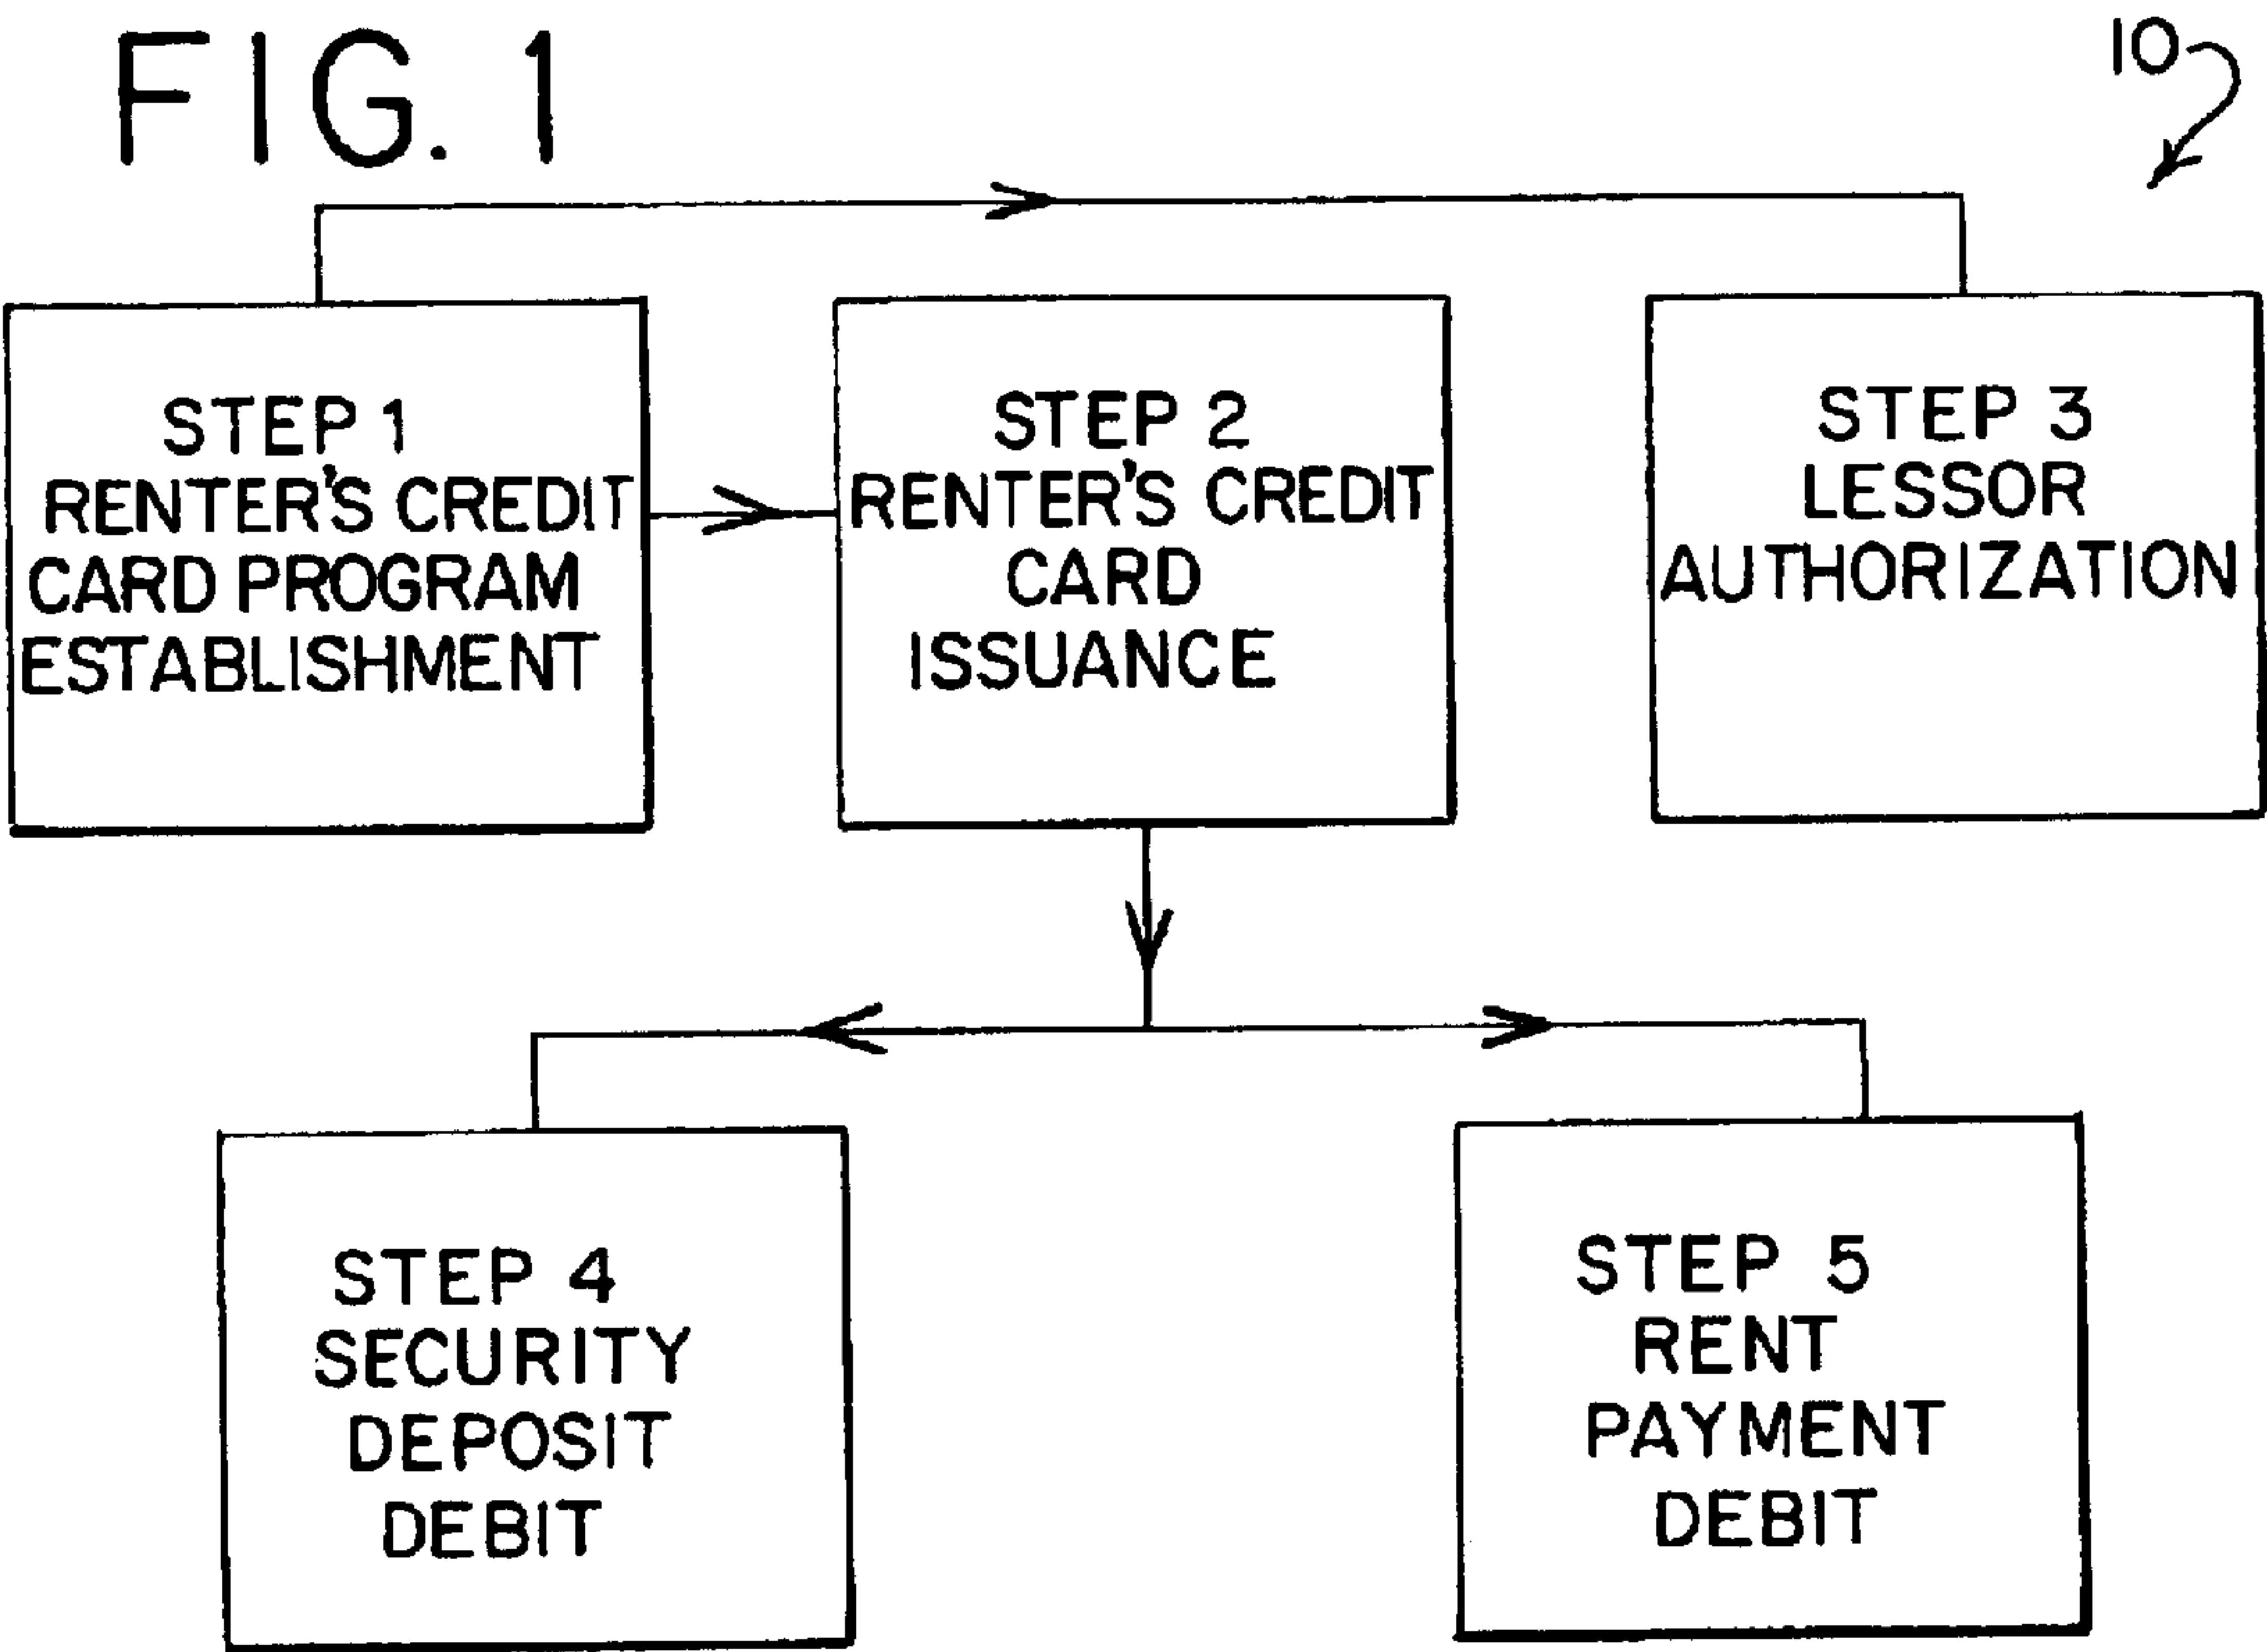 FIG. 1
10
STEP 1
RENTER'S CREDIT
CARD PROGRAM
ESTABLISHMENT
STEP 2
RENTER'S CREDIT
CARD
ISSUANCE
STEP 3
LESSOR
AUTHORIZATION
STEP 4
SECURITY
DEPOSIT
DEBIT
STEP 5
RENT
PAYMENT
DEBIT